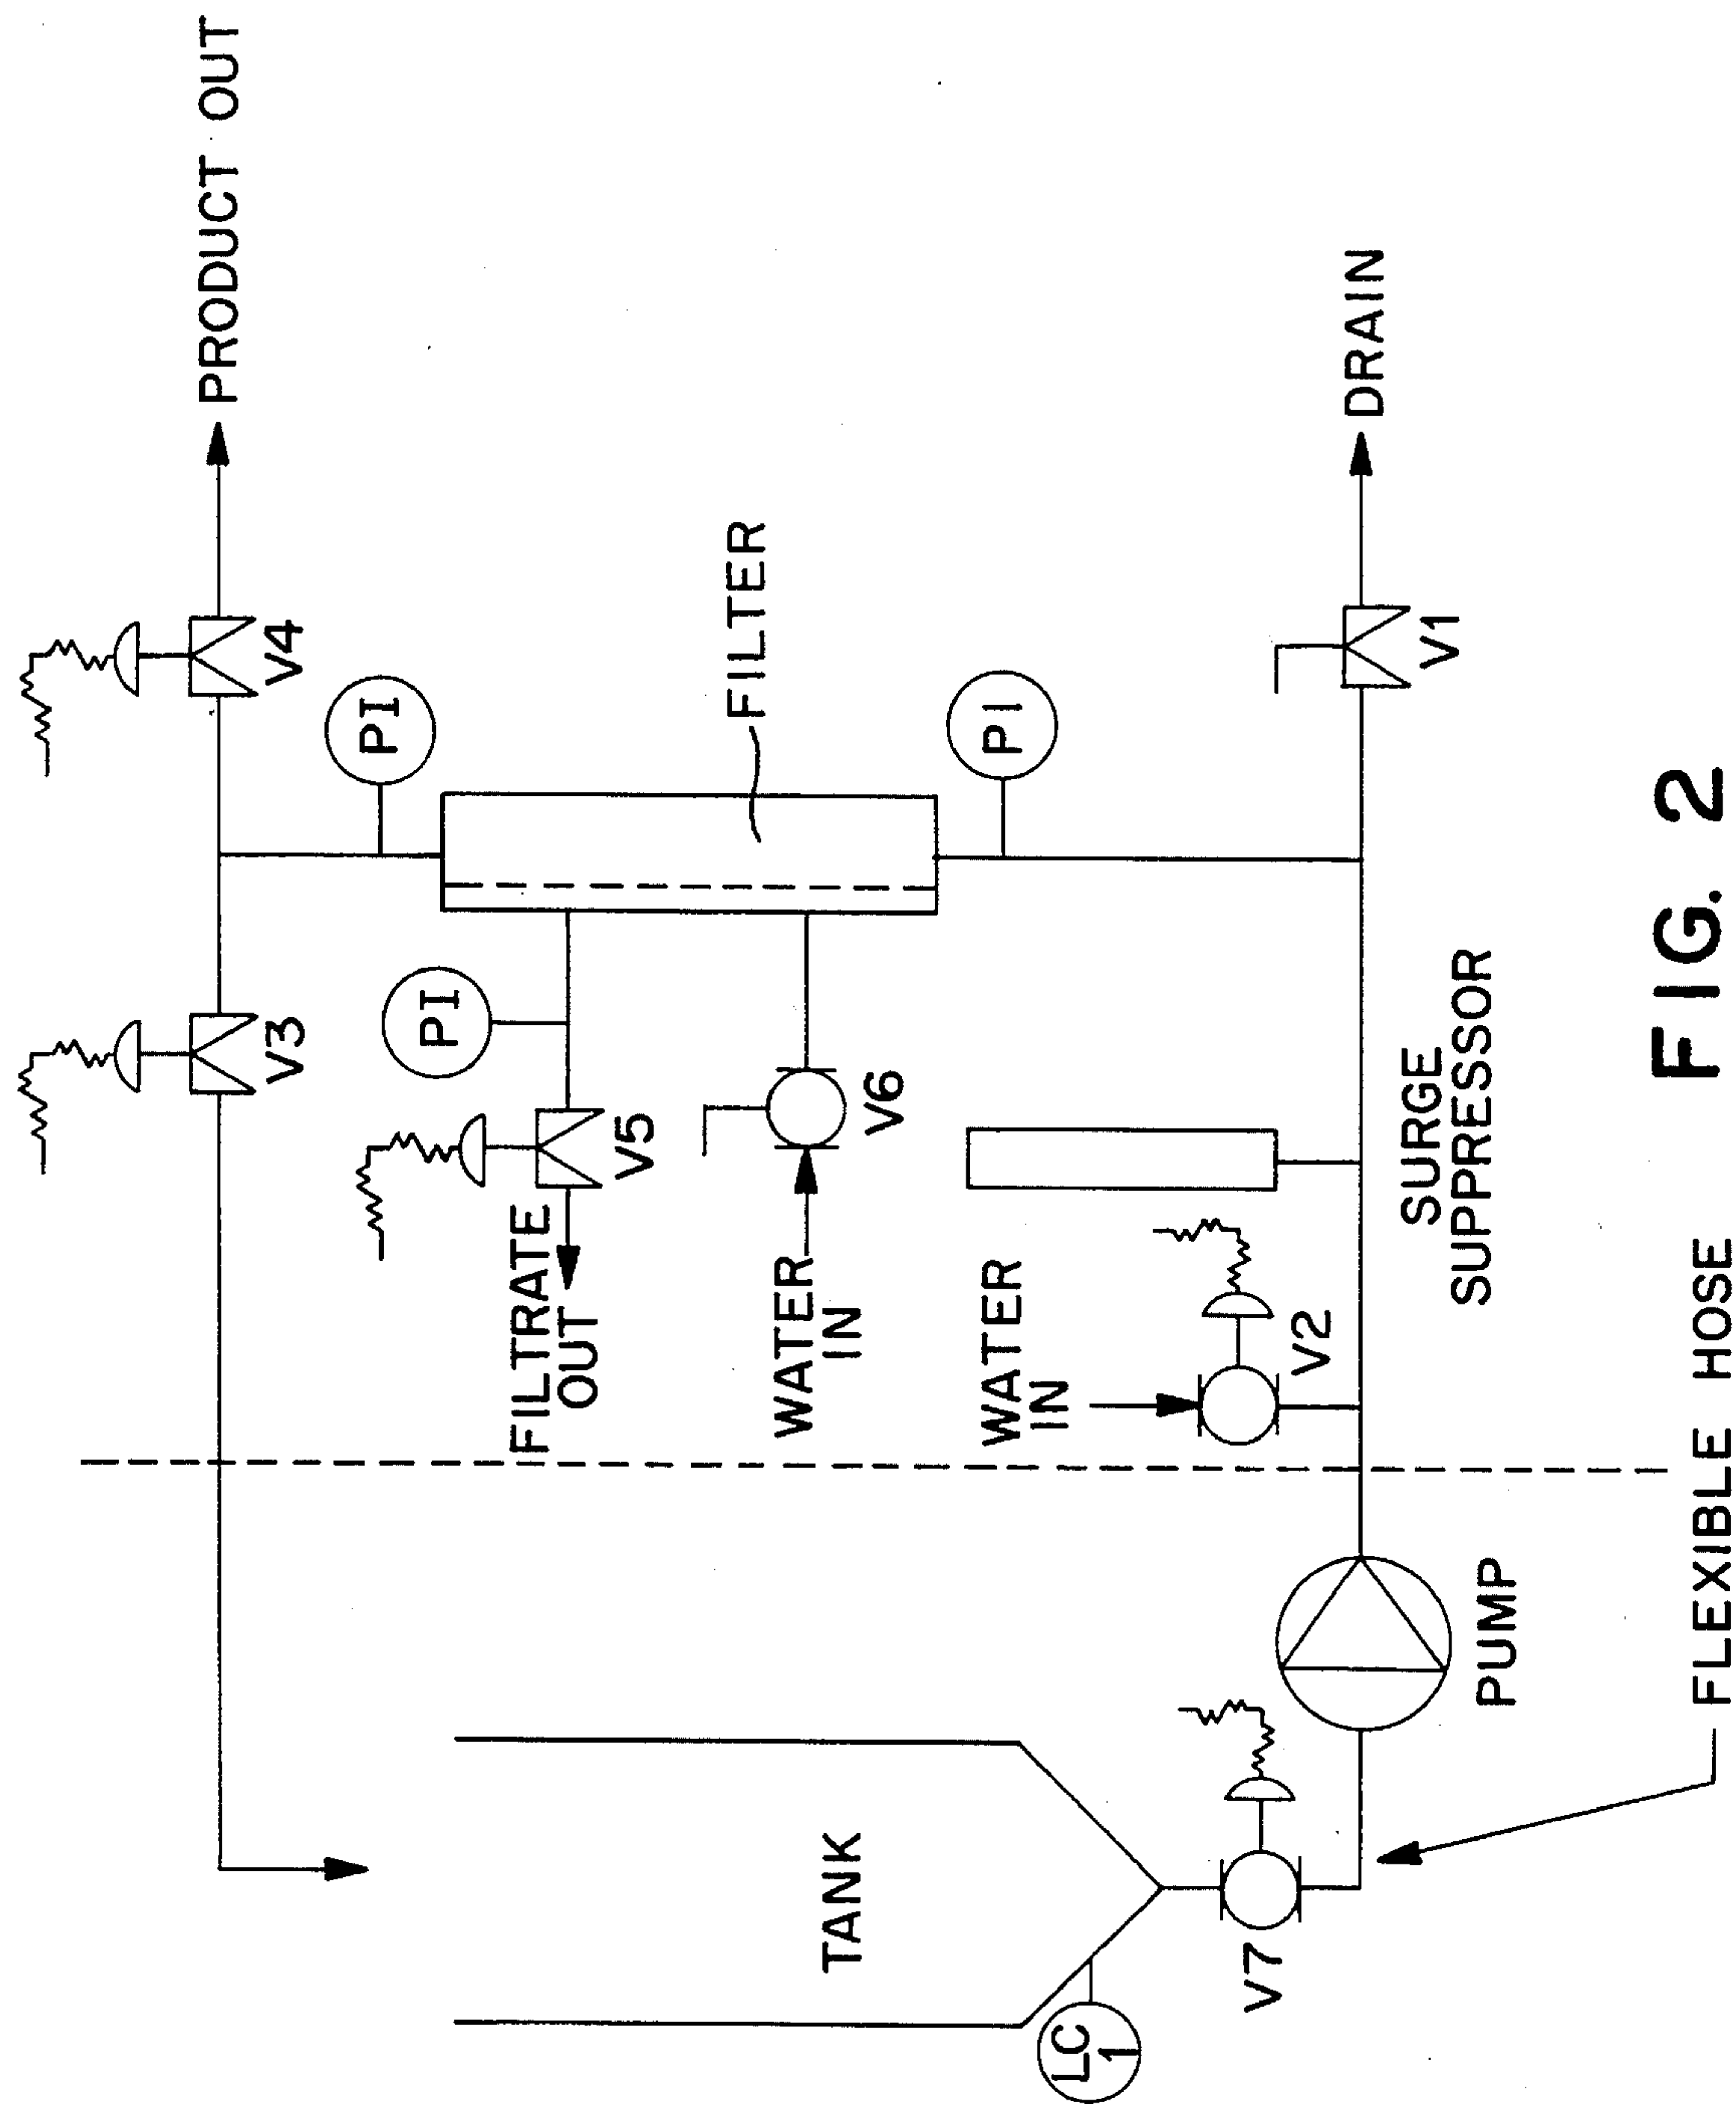 PRODUCT OUT
V3
V4
PI
PI
FILTRATE
OUT
V5
FILTER
WATER
IN
V6
TANK
WATER
IN
PI
LC
1
V7
V2
DRAIN
V1
PUMP
SURGE
SUPPRESSOR
FLEXIBLE HOSE
FIG. 2